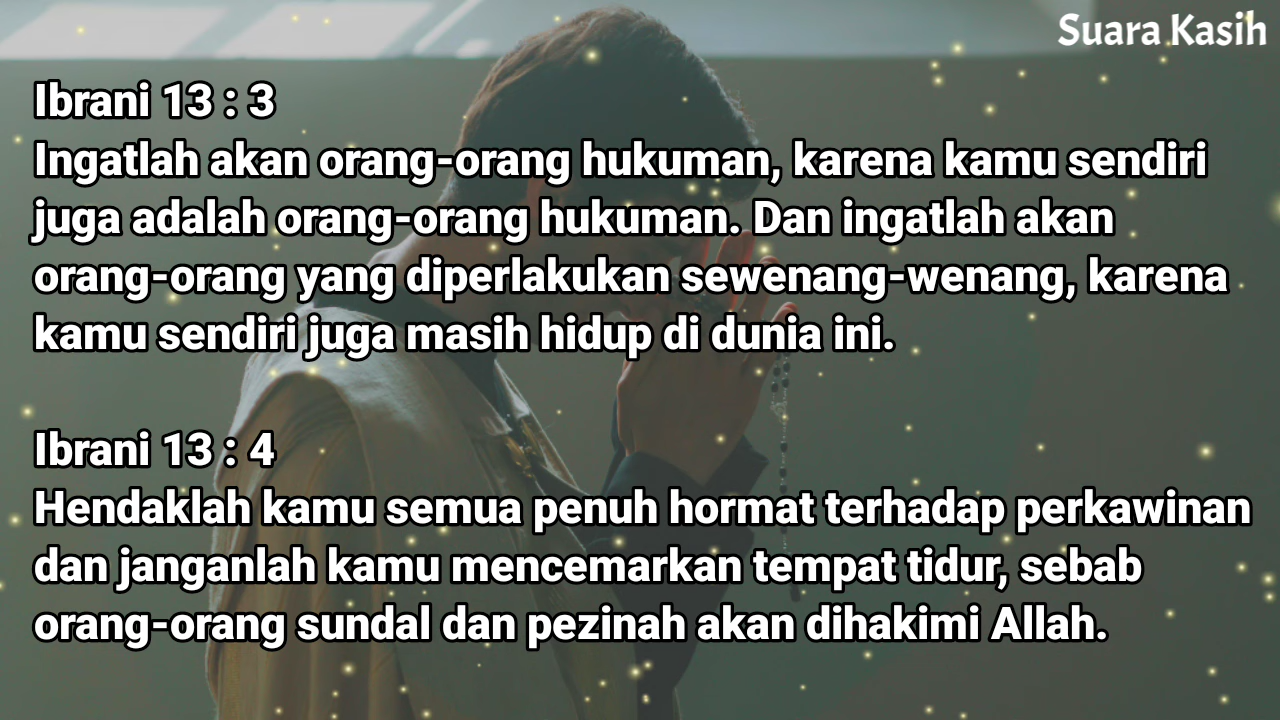 Suara Kasih
Ibrani 13 : 3
Ingatlah akan orang-orang hukuman, karena kamu sendiri
juga adalah orang-orang hukuman. Dan ingatlah akan
orang-orang yang diperlakukan sewenang-wenang, karena
kamu sendiri juga masih hidup di dunia ini.
Ibrani 13 : 4
Hendaklah kamu semua penuh hormat terhadap perkawinan
dan janganlah kamu mencemarkan tempat tidur, sebab
orang-orang sundal dan pezinah akan dihakimi Allah.